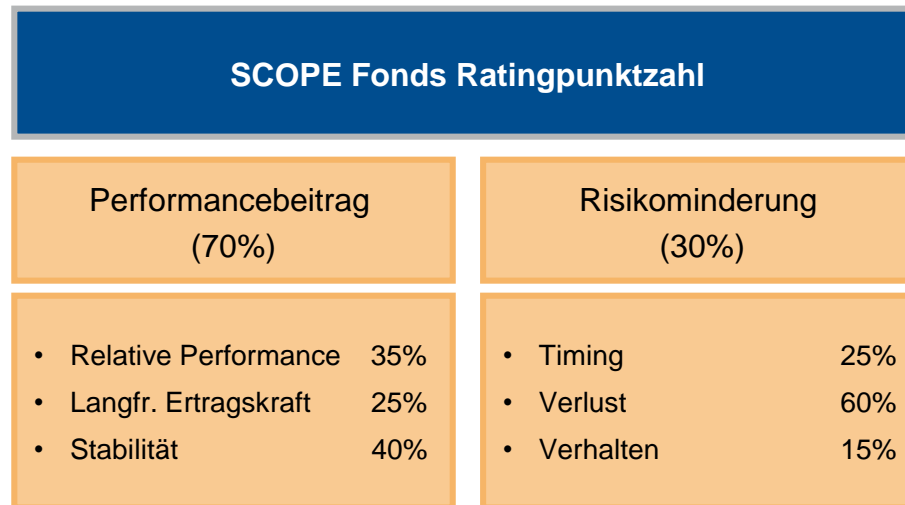 SCOPE Fonds Ratingpunktzahl
Performancebeitrag
(70%)
• Relative Performance 35%
• Langfr. Ertragskraft 25%
• Stabilität 40%
Risikominderung
(30%)
• Timing 25%
• Verlust 60%
• Verhalten 15%